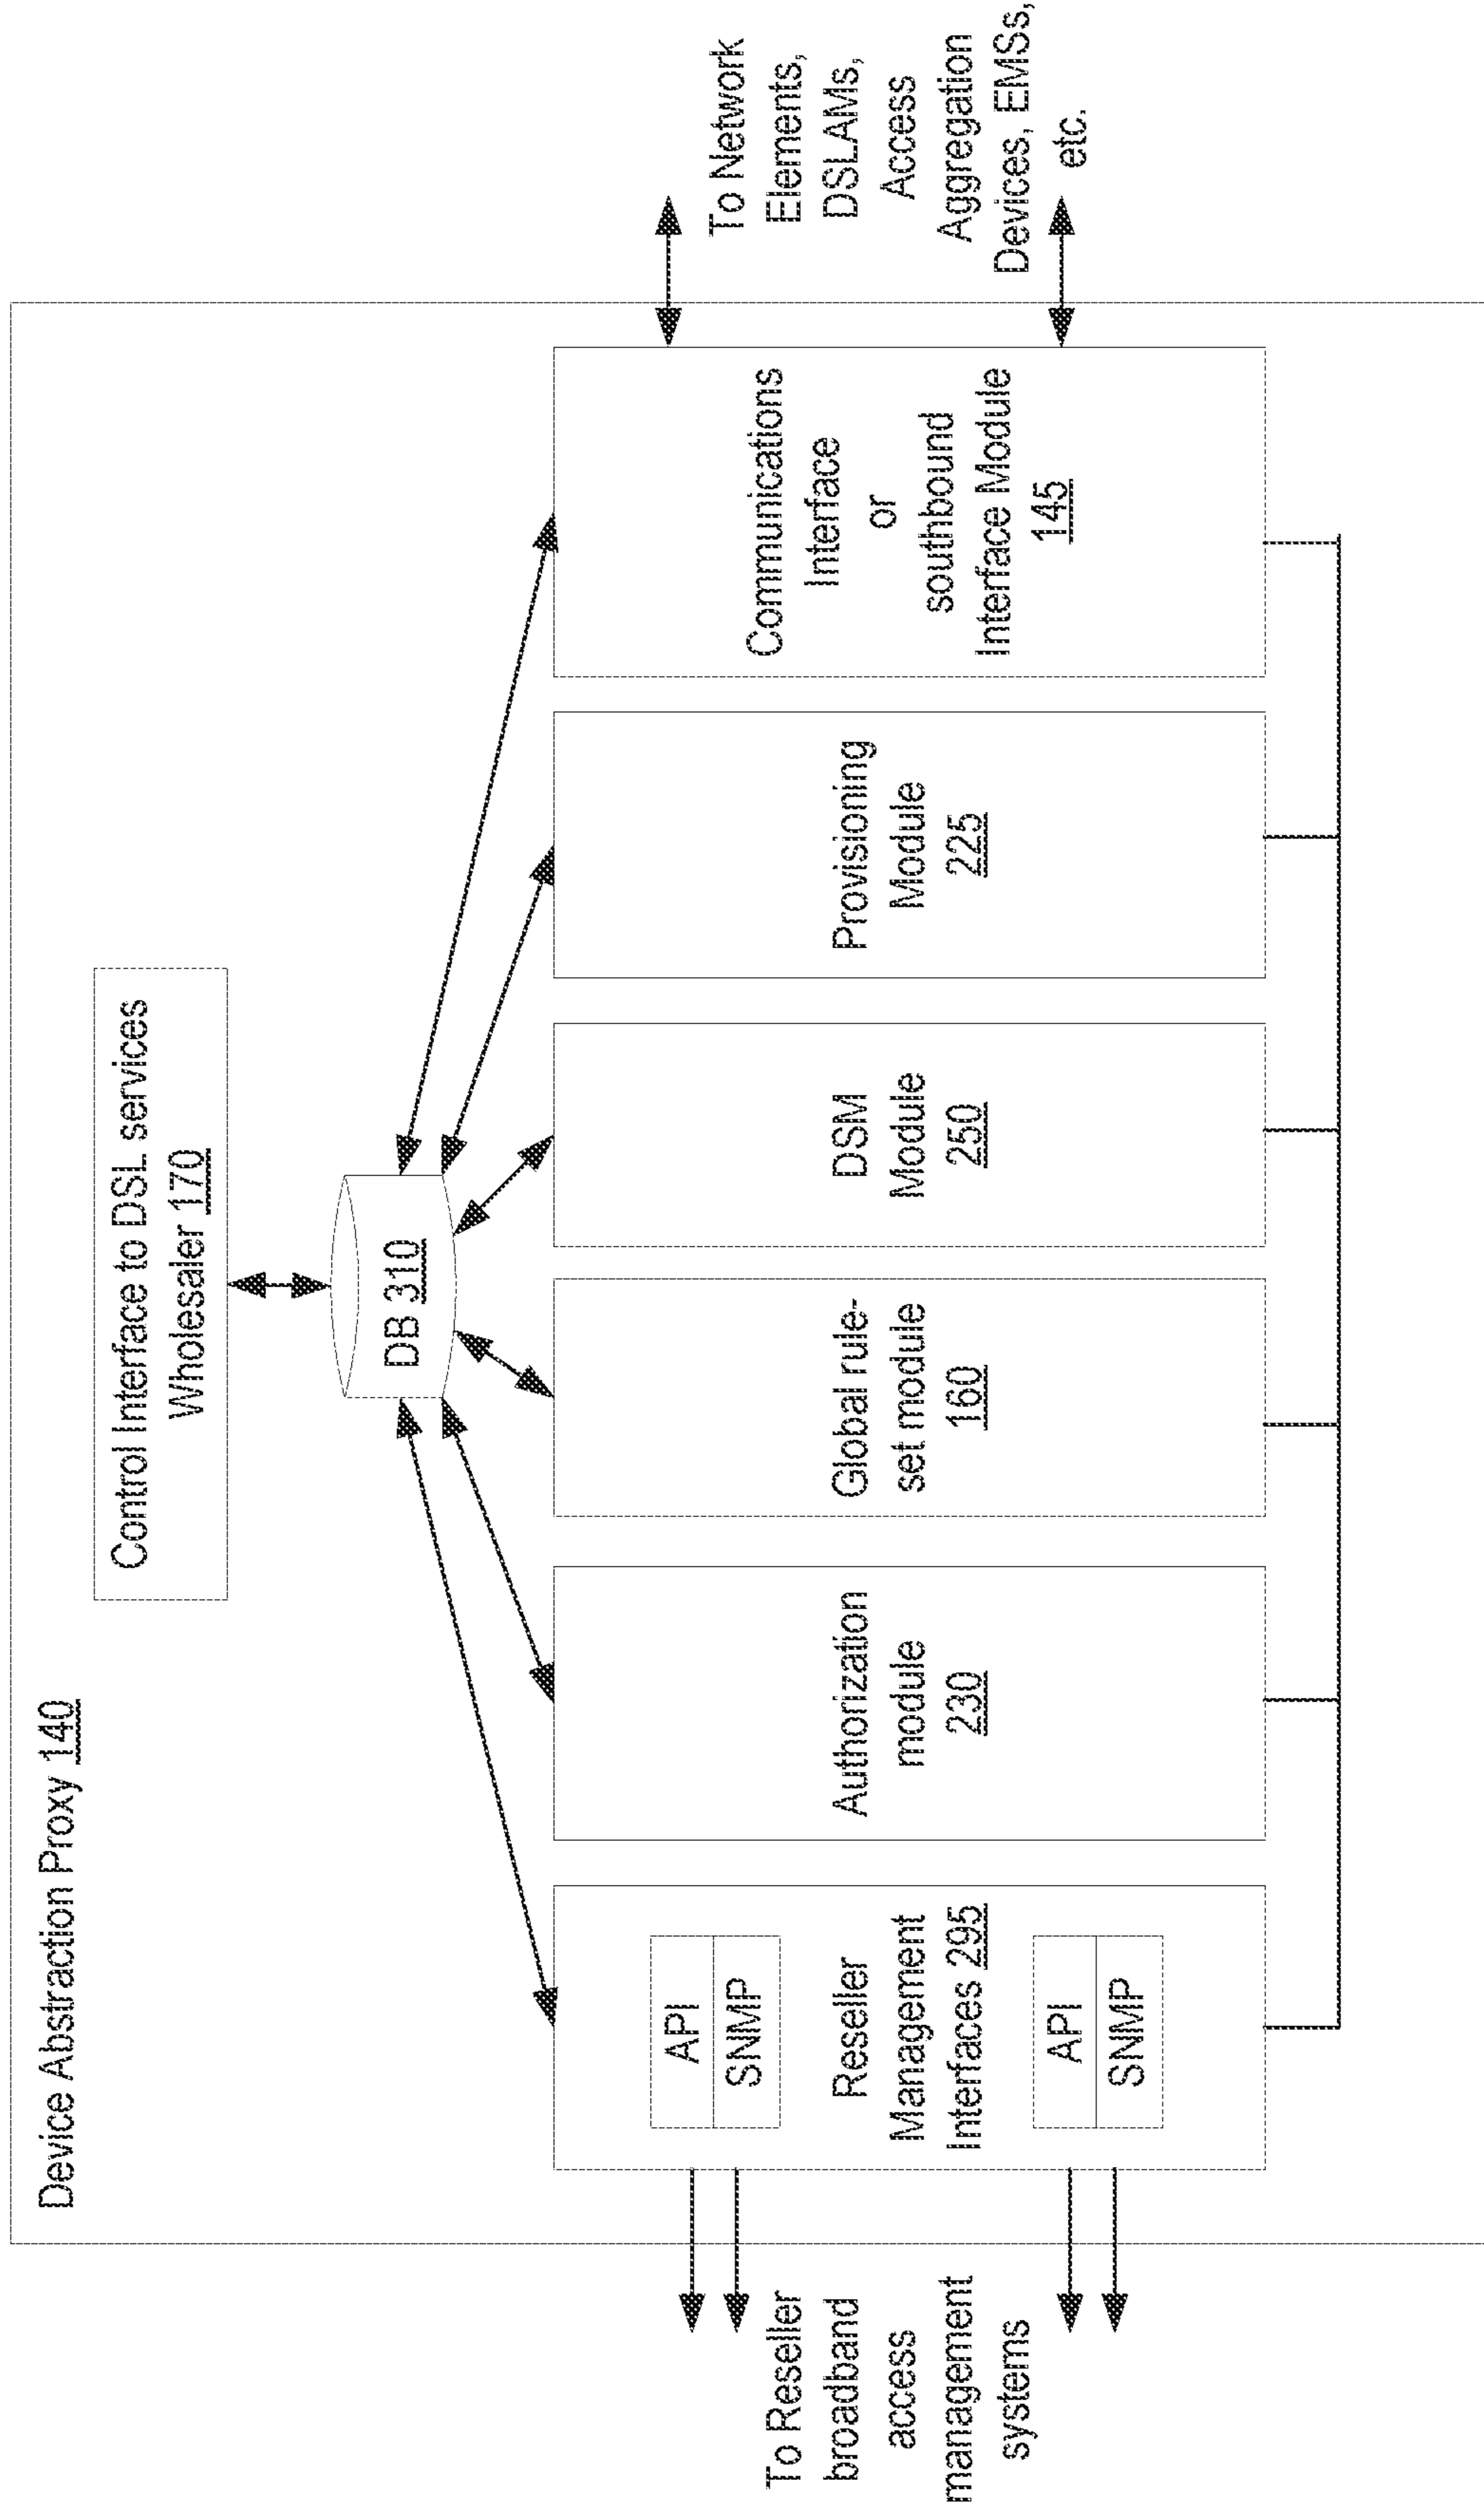 Device Abstraction Proxy 140
Control Interface to DSL services
Wholesaler 170
DB 310
To Reseller
broadband
access
management
systems
API
SNMP
Reseller
Management
Interfaces 295
API
SNMP
Authorization
module
230
Global rule-
set module
160
DSM
Module
250
Provisioning
Module
225
Communications
Interface
or
southbound
Interface Module
145
To Network
Elements,
DSLAMs,
Access
Aggregation
Devices, EMSs,
etc.